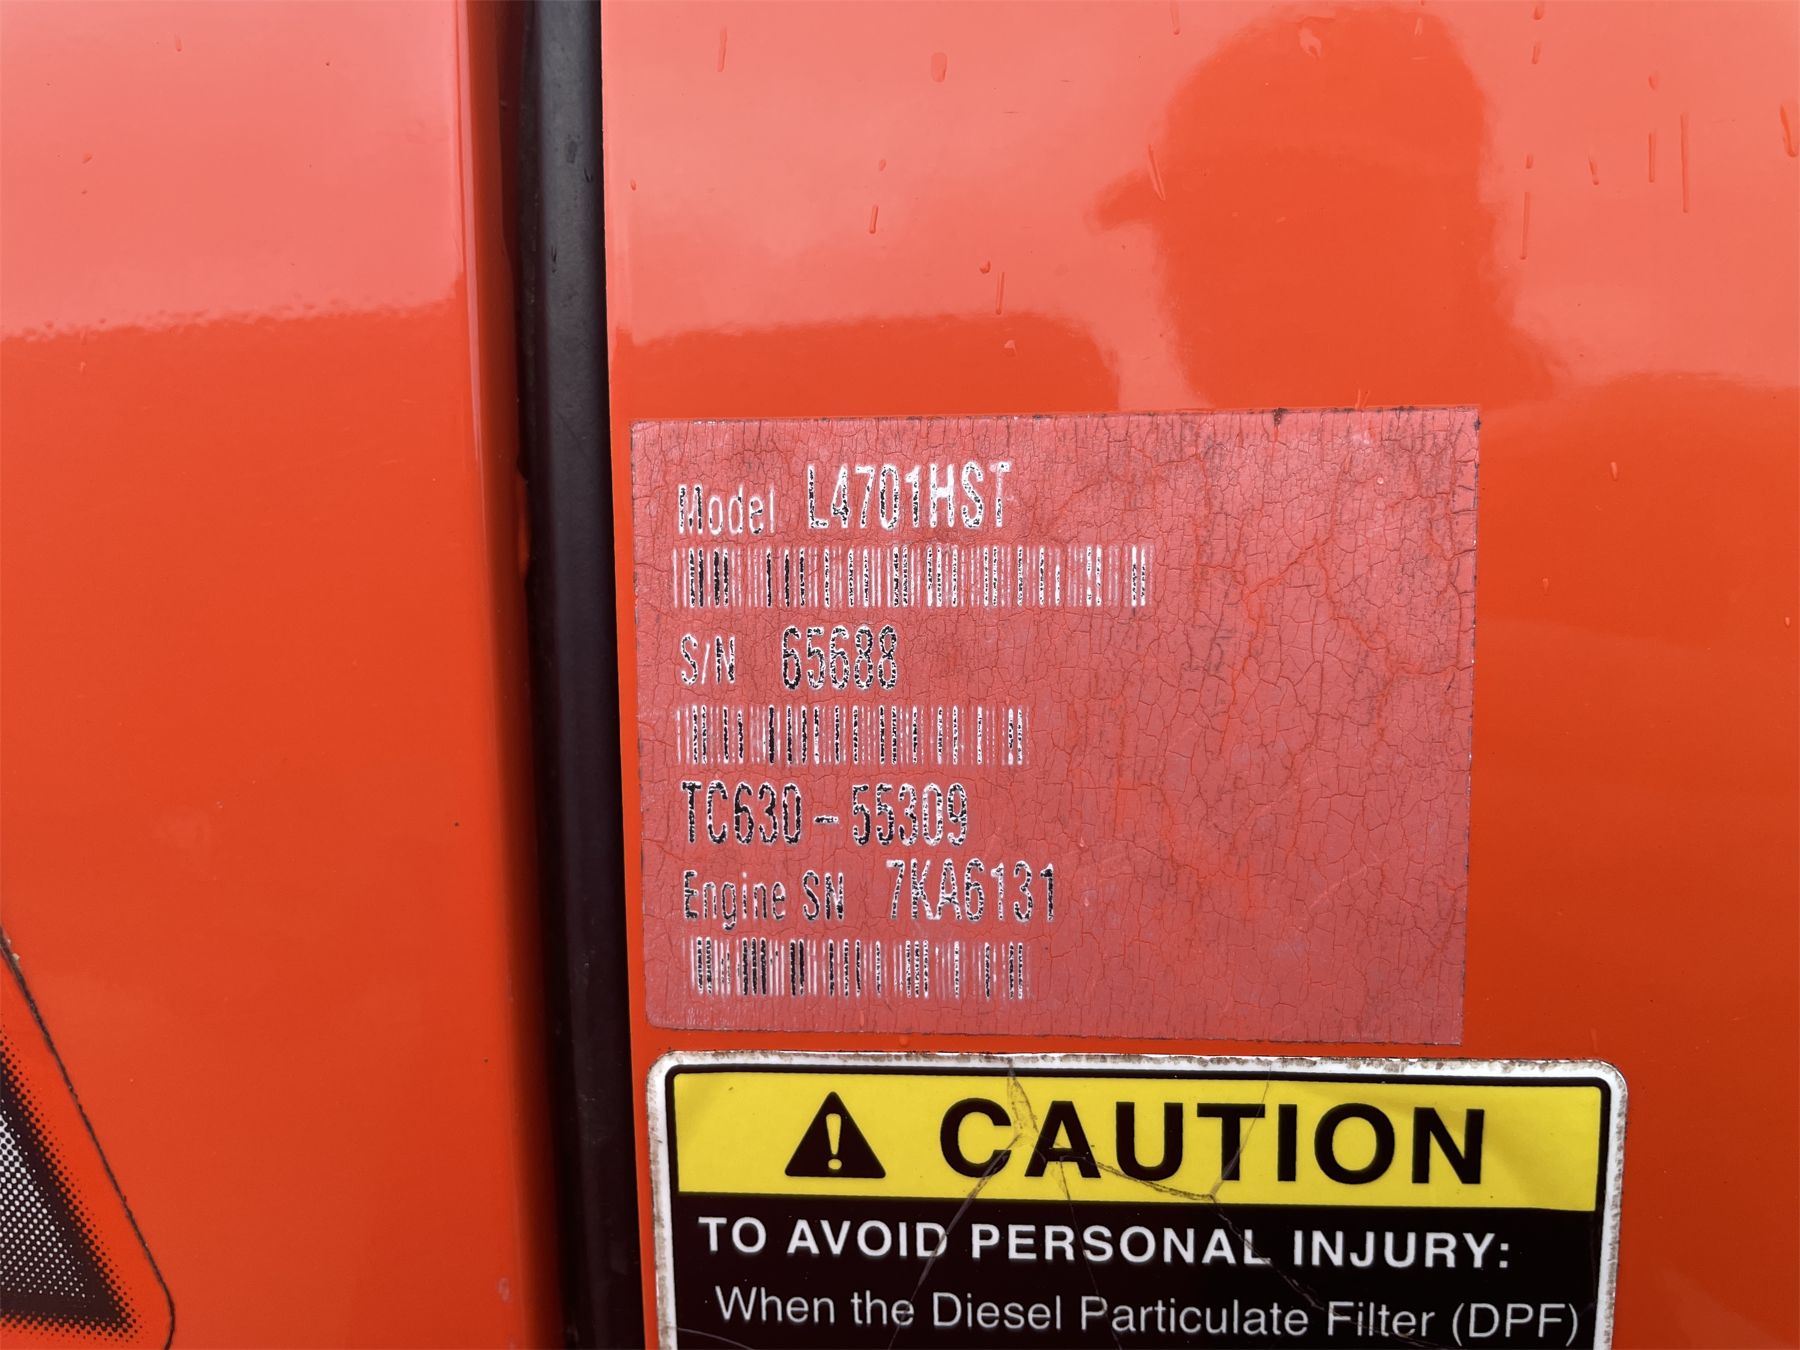 Model L4701HST
S/N 65688
TC630-55309
Engine SN 7KA6131
CAUTION
TO AVOID PERSONAL INJURY:
When the Diesel Particulate Filter (DPF)